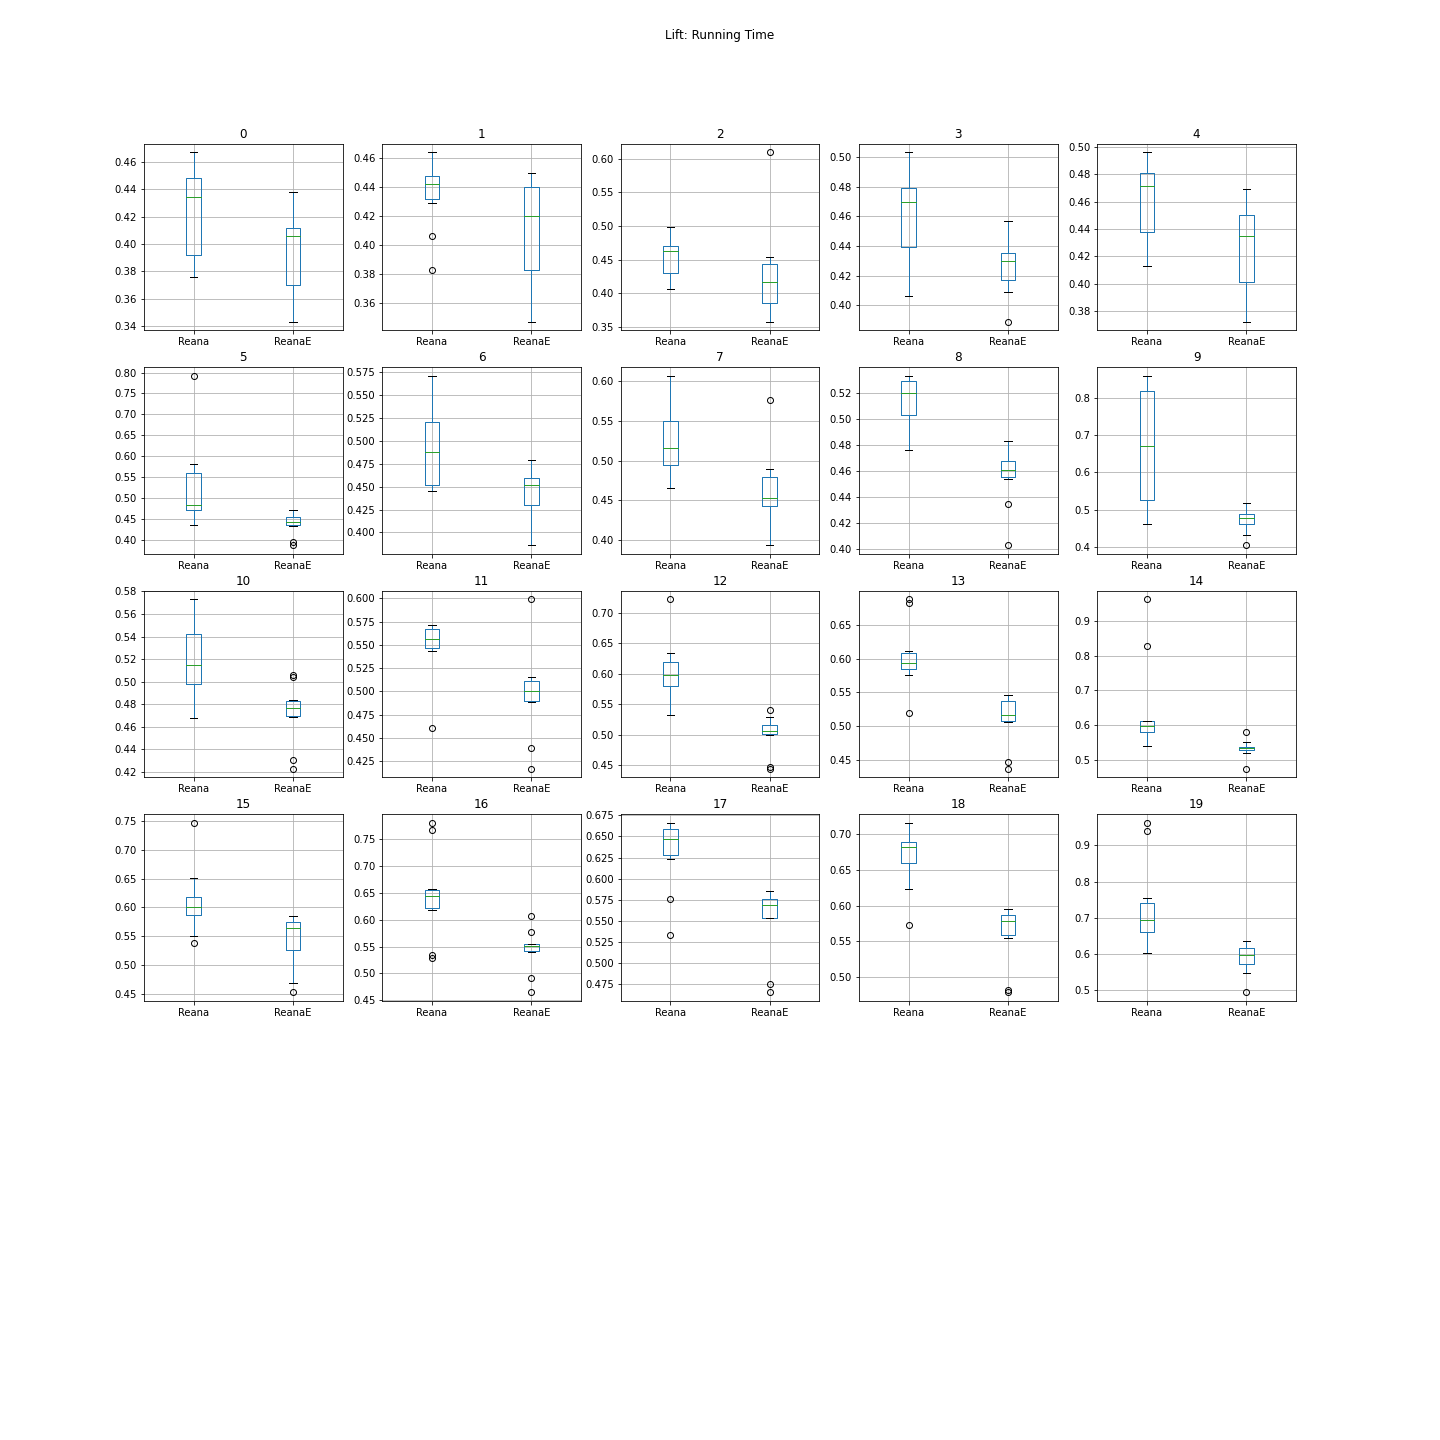 Lift: Running Time
0 1 2 3 4
0.46 0.44 0.42 0.40 0.38 0.36 0.34
Reana ReanaE
0.46 0.44 0.42 0.40 0.38 0.36
Reana ReanaE
0.60 0.55 0.50 0.45 0.40 0.35
Reana ReanaE
0.50 0.48 0.46 0.44 0.42 0.40
Reana ReanaE
0.50 0.48 0.46 0.44 0.42 0.40 0.38
Reana ReanaE
5 6 7 8 9
0.80 0.75 0.70 0.65 0.60 0.55 0.50 0.45 0.40
Reana ReanaE
0.575 0.550 0.525 0.500 0.475 0.450 0.425 0.400
Reana ReanaE
0.60 0.55 0.50 0.45 0.40
Reana ReanaE
0.52 0.50 0.48 0.46 0.44 0.42 0.40
Reana ReanaE
0.8 0.7 0.6 0.5 0.4
Reana ReanaE
10 11 12 13 14
0.58 0.56 0.54 0.52 0.50 0.48 0.46 0.44 0.42
Reana ReanaE
0.600 0.575 0.550 0.525 0.500 0.475 0.450 0.425
Reana ReanaE
0.70 0.65 0.60 0.55 0.50 0.45
Reana ReanaE
0.65 0.60 0.55 0.50 0.45
Reana ReanaE
0.9 0.8 0.7 0.6 0.5
Reana ReanaE
15 16 17 18 19
0.75 0.70 0.65 0.60 0.55 0.50 0.45
Reana ReanaE
0.75 0.70 0.65 0.60 0.55 0.50 0.45
Reana ReanaE
0.675 0.650 0.625 0.600 0.575 0.550 0.525 0.500 0.475
Reana ReanaE
0.70 0.65 0.60 0.55 0.50
Reana ReanaE
0.9 0.8 0.7 0.6 0.5
Reana ReanaE